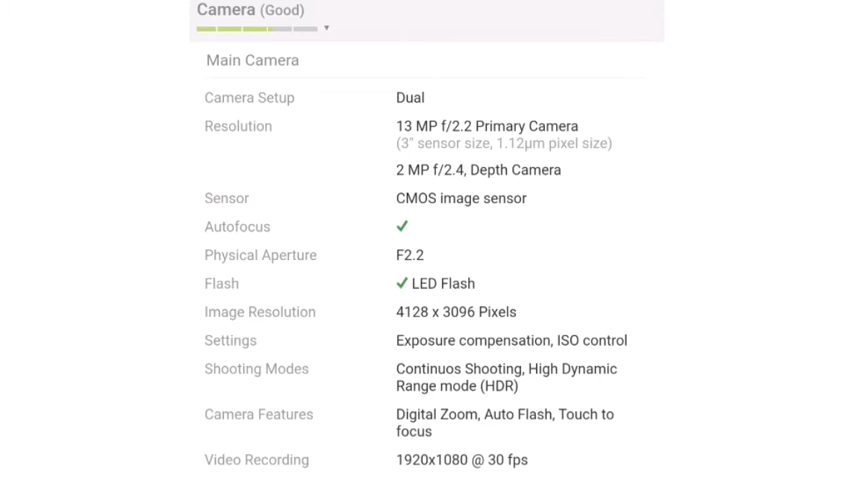 Camera (Good)
Main Camera
Camera Setup Dual
Resolution 13 MP f/2.2 Primary Camera
(3" sensor size, 1.12µm pixel size)
2 MP f/2.4, Depth Camera
Sensor CMOS image sensor
Autofocus ✓
Physical Aperture F2.2
Flash ✓ LED Flash
Image Resolution 4128 x 3096 Pixels
Settings Exposure compensation, ISO control
Shooting Modes Continuos Shooting, High Dynamic
Range mode (HDR)
Camera Features Digital Zoom, Auto Flash, Touch to
focus
Video Recording 1920x1080 @ 30 fps